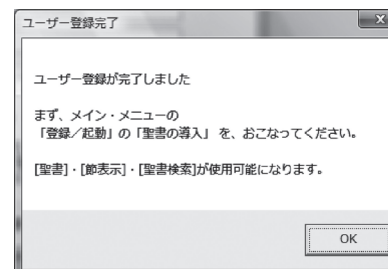 ユーザー登録完了
X
ユーザー登録が完了しました
まず、メイン・メニューの
「登録／起動」の「聖書の導入」 を、おこなってください。
[聖書]・[節表示]・[聖書検索]が使用可能になります。
OK